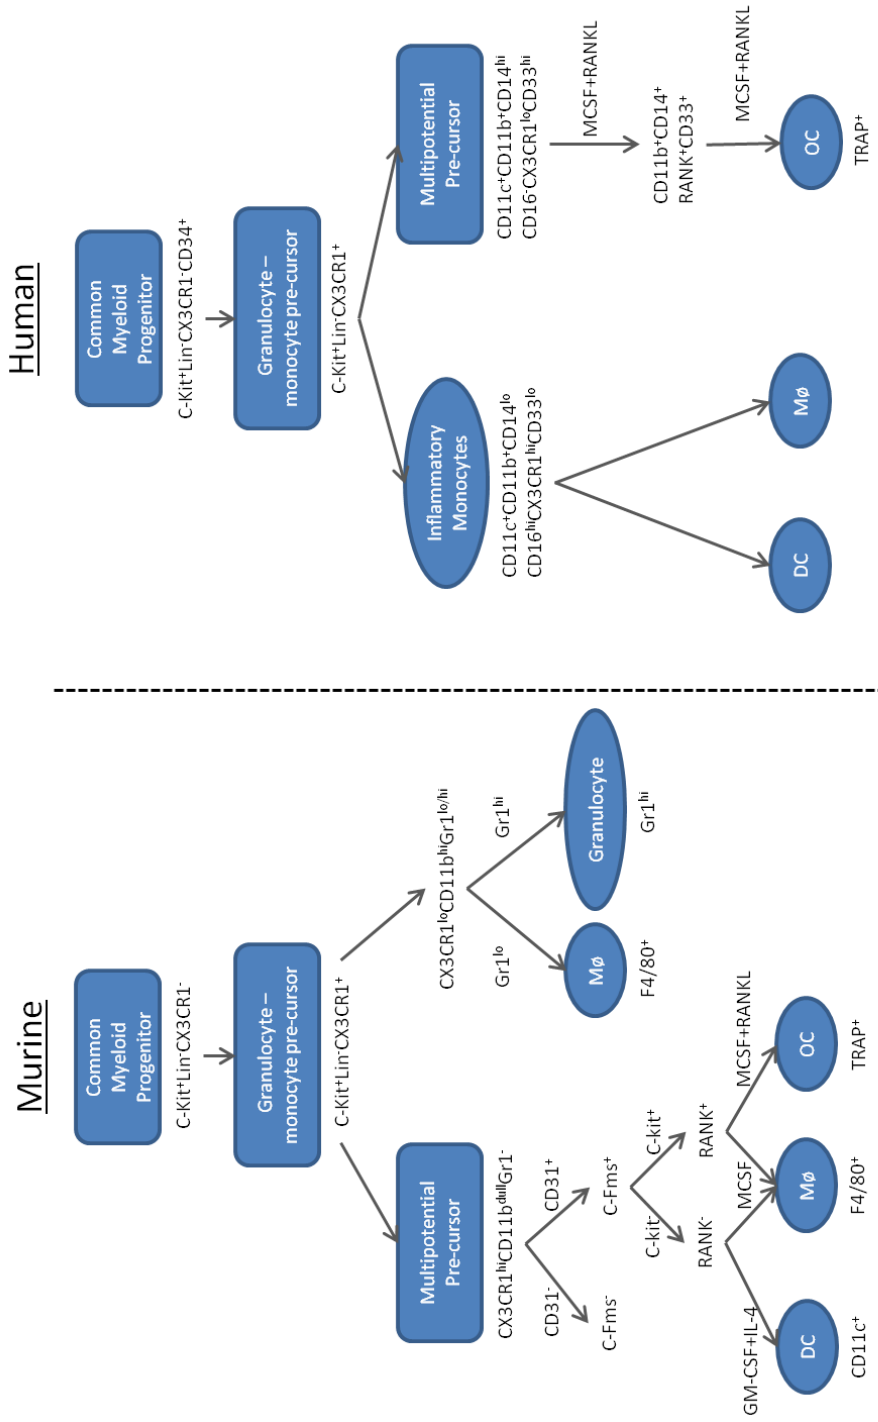 Murine
Common
Myeloid
Progenitor
C-Kit⁺Lin⁻CX3CR1⁻
Granulocyte –
monocyte pre-cursor
C-Kit⁺Lin⁻CX3CR1⁺
Multipotential
Pre-cursor
CX3CR1ʰⁱCD11bᵈᵘˡˡGr1⁻
CD31⁻
CD31⁺
C-Fms⁻
C-Fms⁺
C-kit⁻
C-kit⁺
RANK⁻
RANK⁺
GM-CSF+IL-4
MCSF
MCSF+RANKL
DC
Mø
OC
CD11c⁺
F4/80⁺
TRAP⁺
CX3CR1ˡᵒCD11bʰⁱGr1ˡᵒ/ʰⁱ
Gr1ˡᵒ
Gr1ʰⁱ
Mø
Granulocyte
F4/80⁺
Gr1ʰⁱ
Human
Common
Myeloid
Progenitor
C-Kit⁺Lin⁻CX3CR1⁻CD34⁺
Granulocyte –
monocyte pre-cursor
C-Kit⁺Lin⁻CX3CR1⁺
Inflammatory
Monocytes
CD11c⁺CD11b⁺CD14ˡᵒ
CD16ʰⁱCX3CR1ʰⁱCD33ˡᵒ
DC
Mø
Multipotential
Pre-cursor
CD11c⁺CD11b⁺CD14ʰⁱ
CD16⁻CX3CR1ˡᵒCD33ʰⁱ
MCSF+RANKL
CD11b⁺CD14⁺
RANK⁺CD33⁺
MCSF+RANKL
OC
TRAP⁺